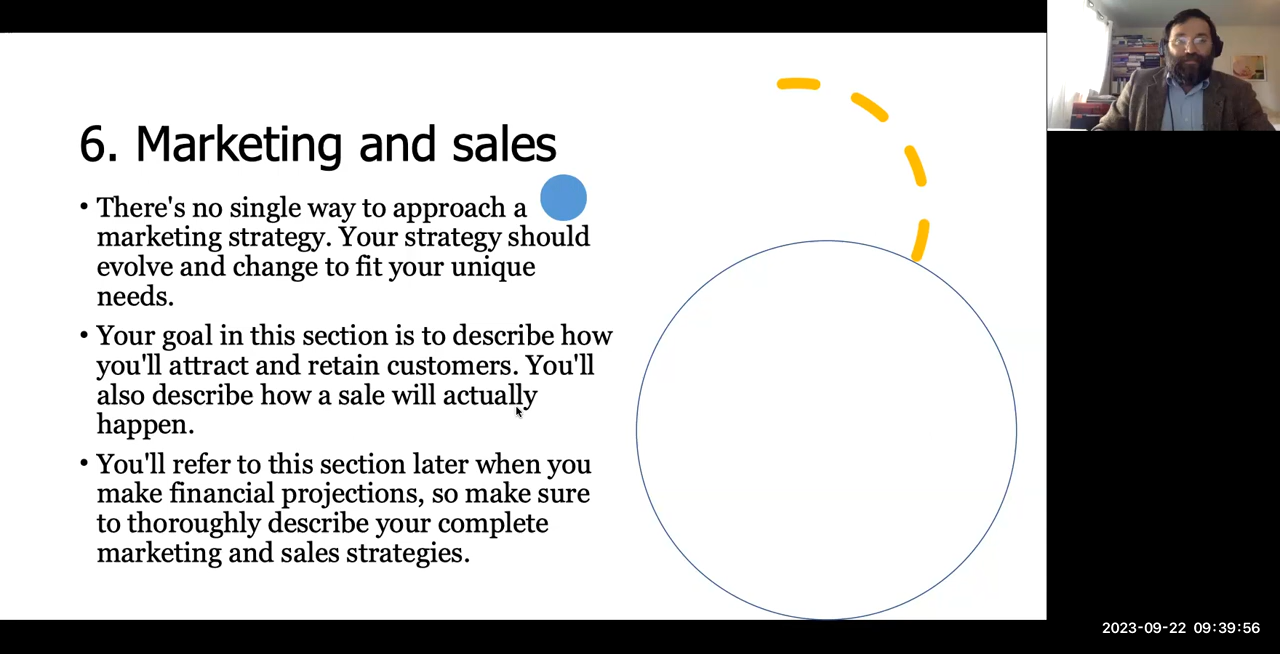 6. Marketing and sales
• There's no single way to approach a
marketing strategy. Your strategy should
evolve and change to fit your unique
needs.
• Your goal in this section is to describe how
you'll attract and retain customers. You'll
also describe how a sale will actually
happen.
• You'll refer to this section later when you
make financial projections, so make sure
to thoroughly describe your complete
marketing and sales strategies.
2023-09-22 09:39:56